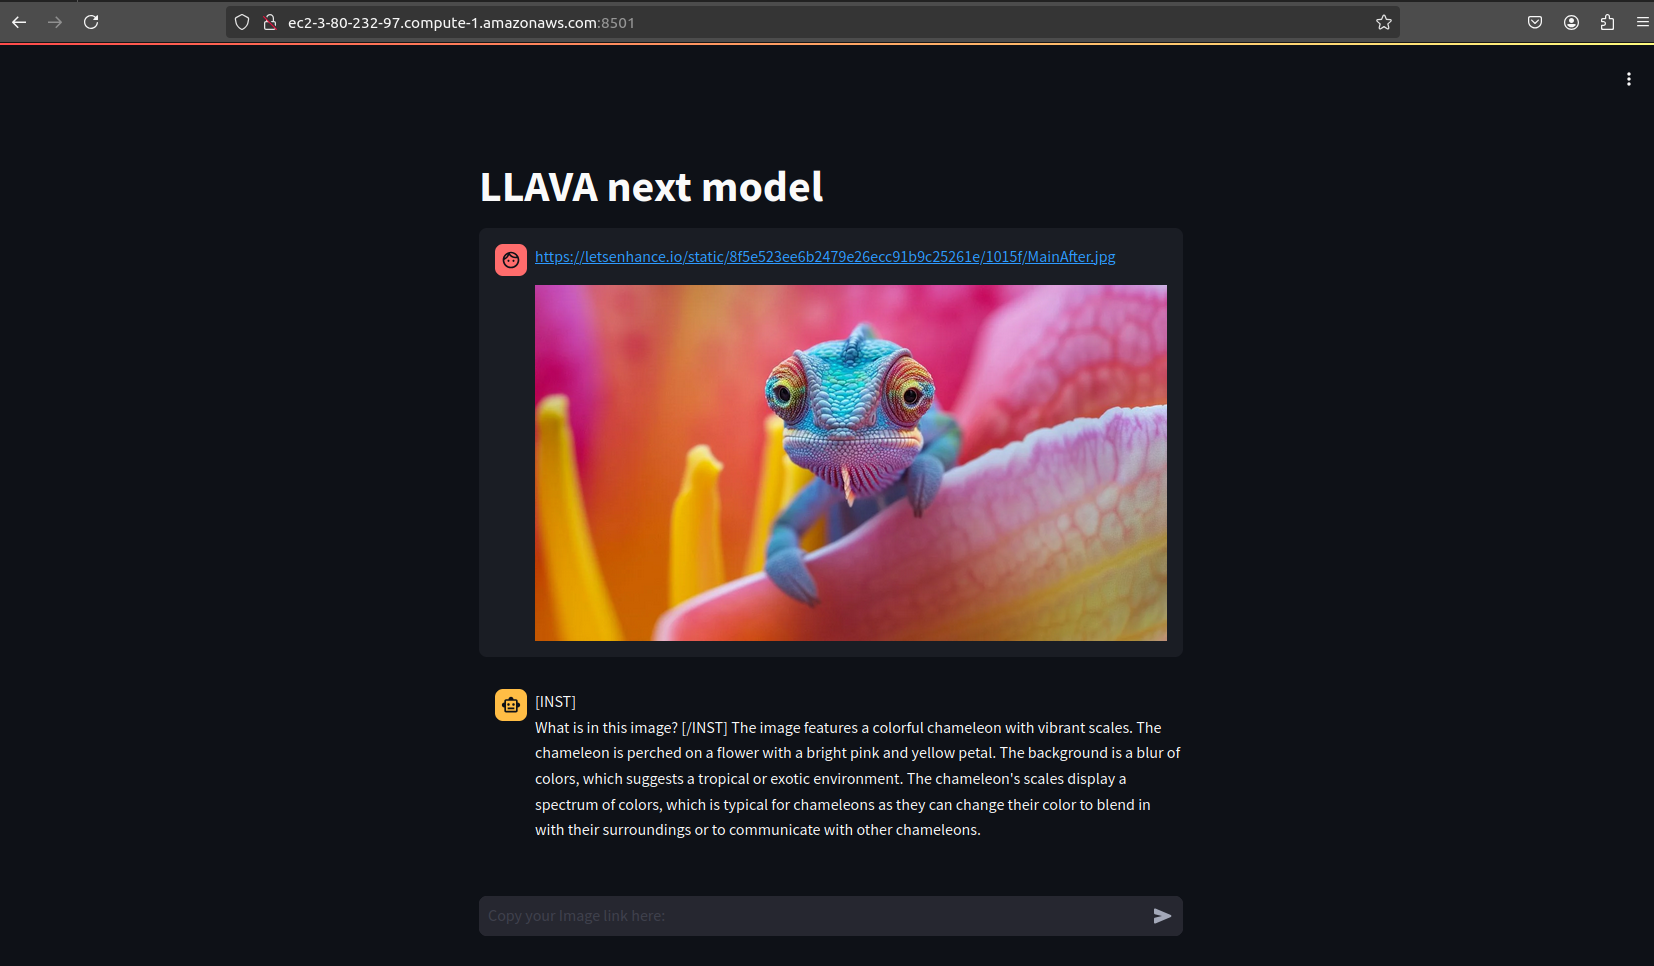 ec2-3-80-232-97.compute-1.amazonaws.com:8501
LLAVA next model
https://letsenhance.io/static/8f5e523ee6b2479e26ecc91b9c25261e/1015f/MainAfter.jpg
[INST]
What is in this image? [/INST] The image features a colorful chameleon with vibrant scales. The
chameleon is perched on a flower with a bright pink and yellow petal. The background is a blur of
colors, which suggests a tropical or exotic environment. The chameleon's scales display a
spectrum of colors, which is typical for chameleons as they can change their color to blend in
with their surroundings or to communicate with other chameleons.
Copy your Image link here: